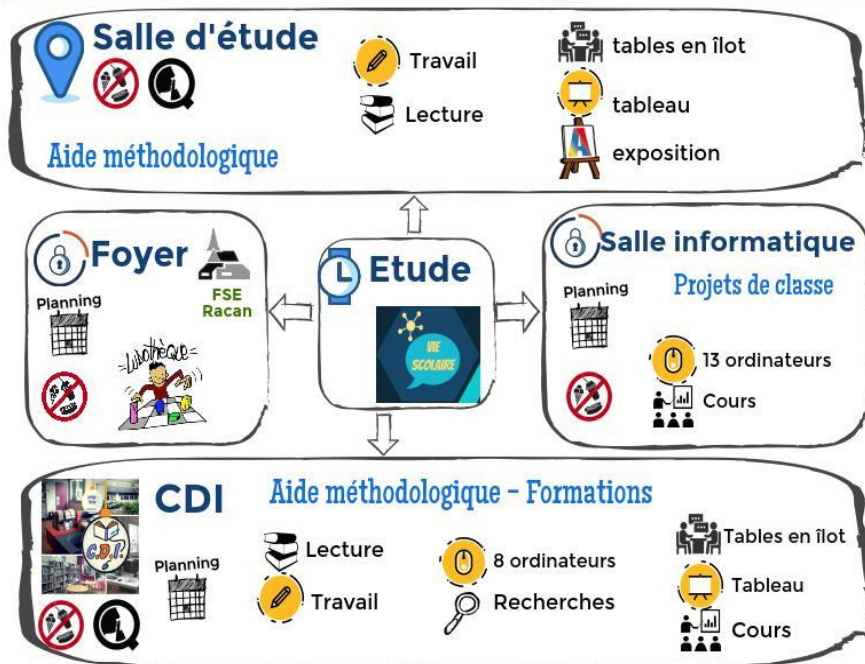 Salle d'étude
Aide méthodologique
Travail
Lecture
tables en îlot
tableau
exposition
Foyer
FSE
Racan
Planning
Ludothèque
Etude
VIE
SCOLAIRE
Salle informatique
Projets de classe
Planning
13 ordinateurs
Cours
CDI
Aide méthodologique - Formations
C.D.I.
Planning
Lecture
Travail
8 ordinateurs
Recherches
Tables en îlot
Tableau
Cours